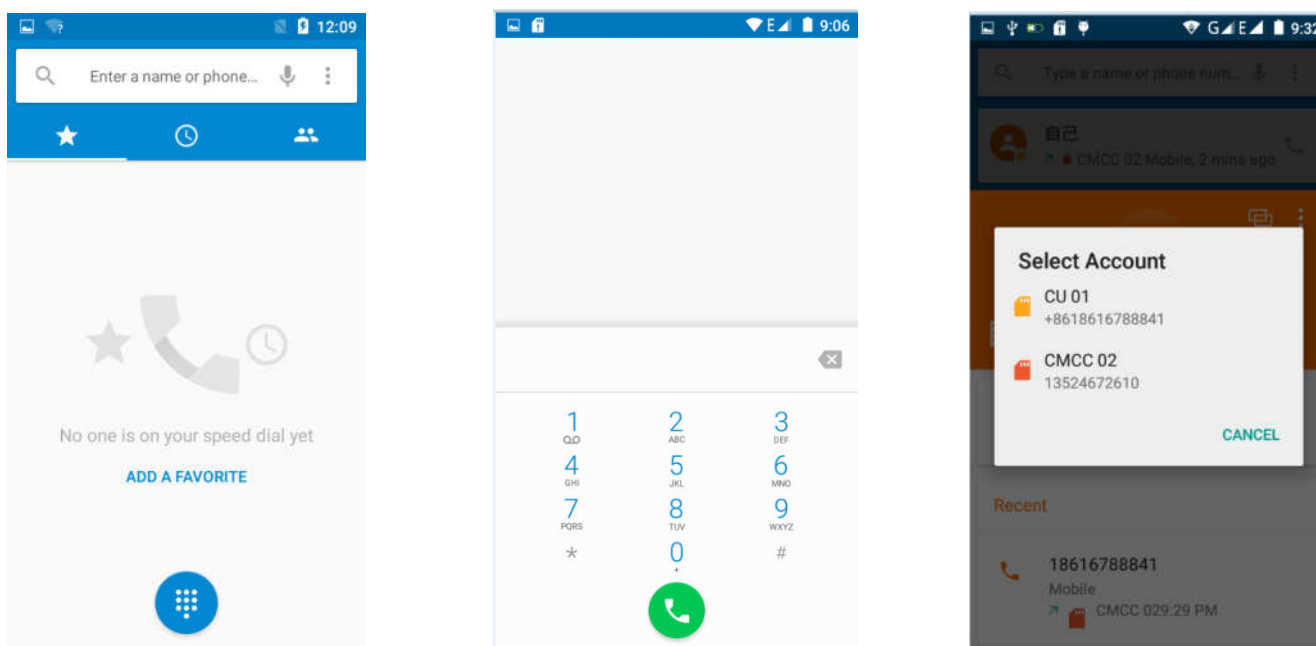 12:09
Enter a name or phone...
No one is on your speed dial yet
ADD A FAVORITE
E 9:06
1 2 3
ABC DEF
4 5 6
GHI JKL MNO
7 8 9
PQRS TUV WXYZ
* 0 #
+
G E 9:32
Type a name or phone num...
自己
CMCC 02 Mobile, 2 mins ago
Select Account
CU 01
+8618616788841
CMCC 02
13524672610
CANCEL
Recent
18616788841
Mobile
CMCC 029:29 PM